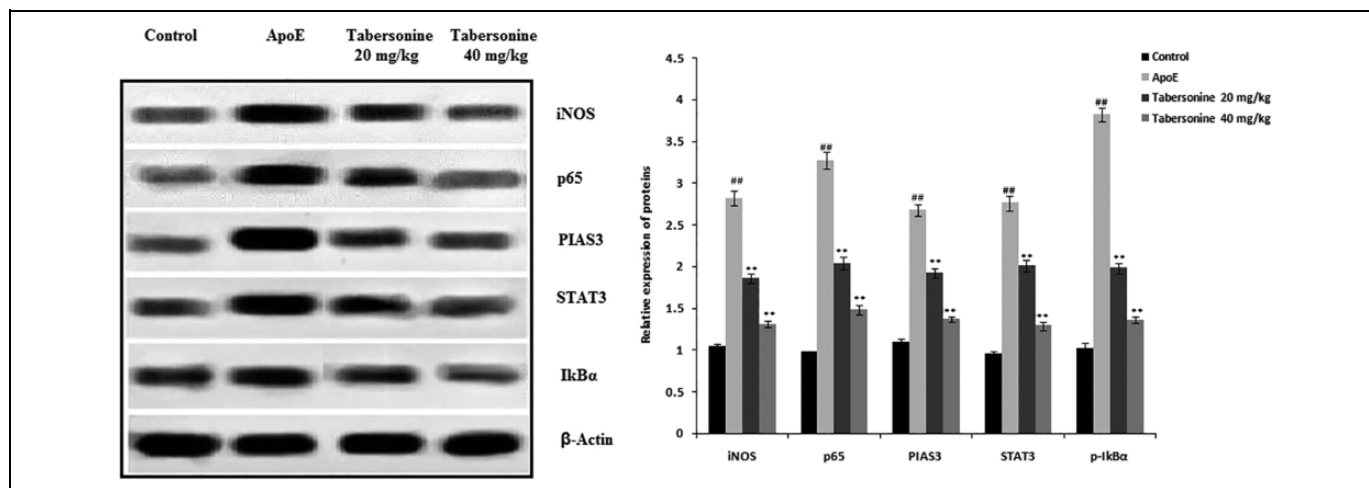 Control ApoE Tabersonine Tabersonine
20 mg/kg 40 mg/kg
iNOS
p65
PIAS3
STAT3
IkBα
β-Actin
Control
ApoE
Tabersonine 20 mg/kg
Tabersonine 40 mg/kg
Relative expression of proteins
4.5
4
3.5
3
2.5
2
1.5
1
0.5
0
## ** **
## ** **
## ** **
## ** **
## ** **
iNOS p65 PIAS3 STAT3 p-IkBα